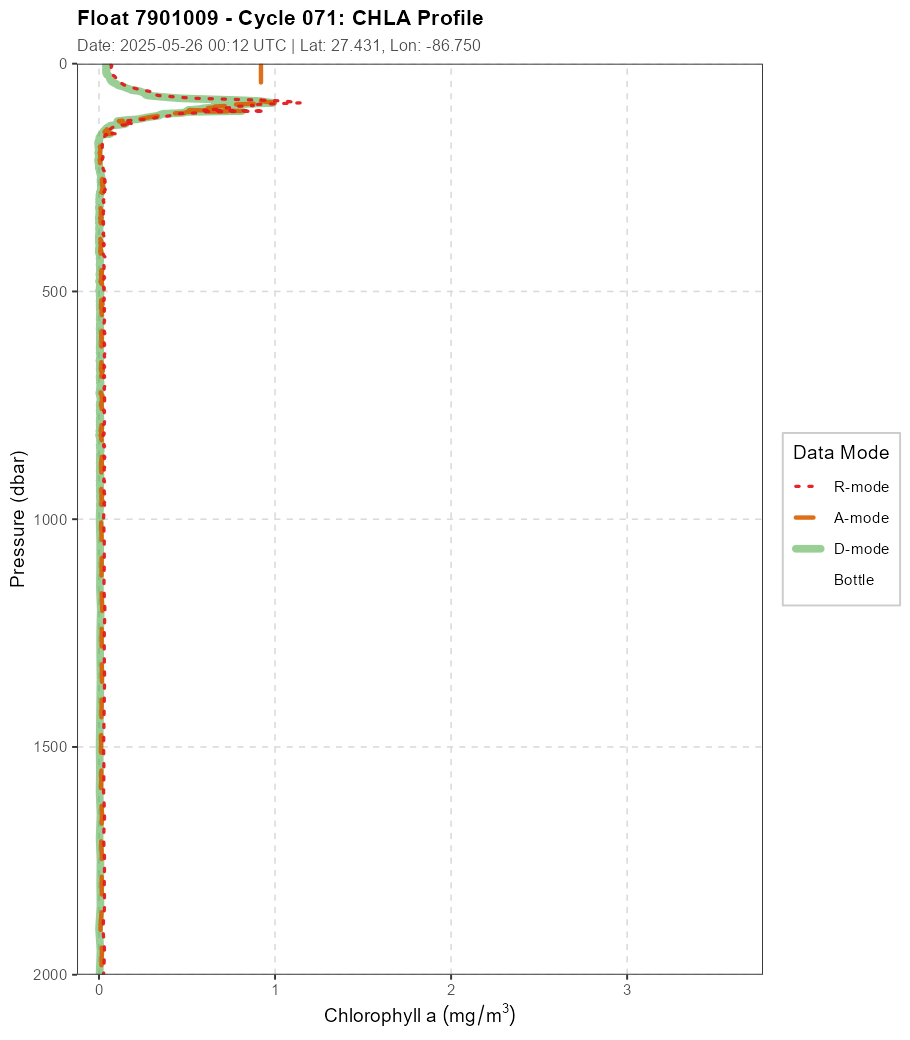 Float 7901009 - Cycle 071: CHLA Profile
Date: 2025-05-26 00:12 UTC | Lat: 27.431, Lon: -86.750
0
500
1000
1500
2000
Pressure (dbar)
0 1 2 3
Chlorophyll a (mg/m³)
Data Mode
R-mode
A-mode
D-mode
Bottle